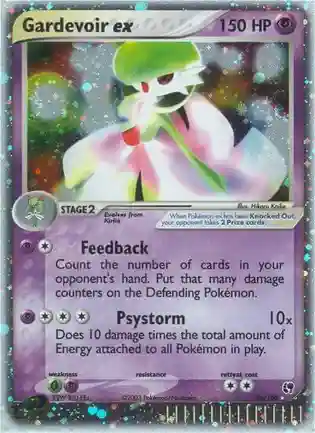 Gardevoir ex 150 HP
Illus. Hikaru Koike
STAGE 2 Evolves from
Kirlia
When Pokémon-ex has been Knocked Out,
your opponent takes 2 Prize cards.
Feedback
Count the number of cards in your
opponent's hand. Put that many damage
counters on the Defending Pokémon.
Psystorm 10x
Does 10 damage times the total amount of
Energy attached to all Pokémon in play.
weakness resistance retreat cost
©2003 Pokémon/Nintendo